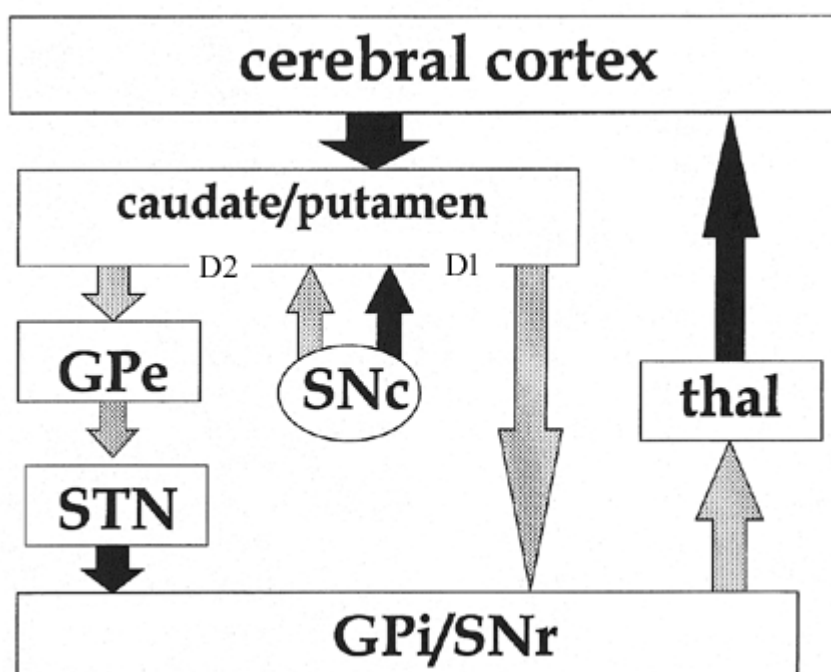 cerebral cortex
caudate/putamen
D2
D1
GPe
SNc
thal
STN
GPi/SNr